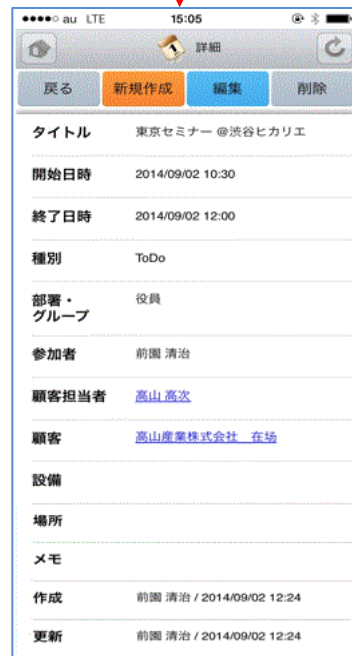 au LTE 15:05
詳細
戻る 新規作成 編集 削除
タイトル 東京セミナー @渋谷ヒカリエ
開始日時 2014/09/02 10:30
終了日時 2014/09/02 12:00
種別 ToDo
部署・ 役員
グループ
参加者 前園 清治
顧客担当者 高山 高次
顧客 高山産業株式会社 在场
設備
場所
メモ
作成 前園 清治 / 2014/09/02 12:24
更新 前園 清治 / 2014/09/02 12:24